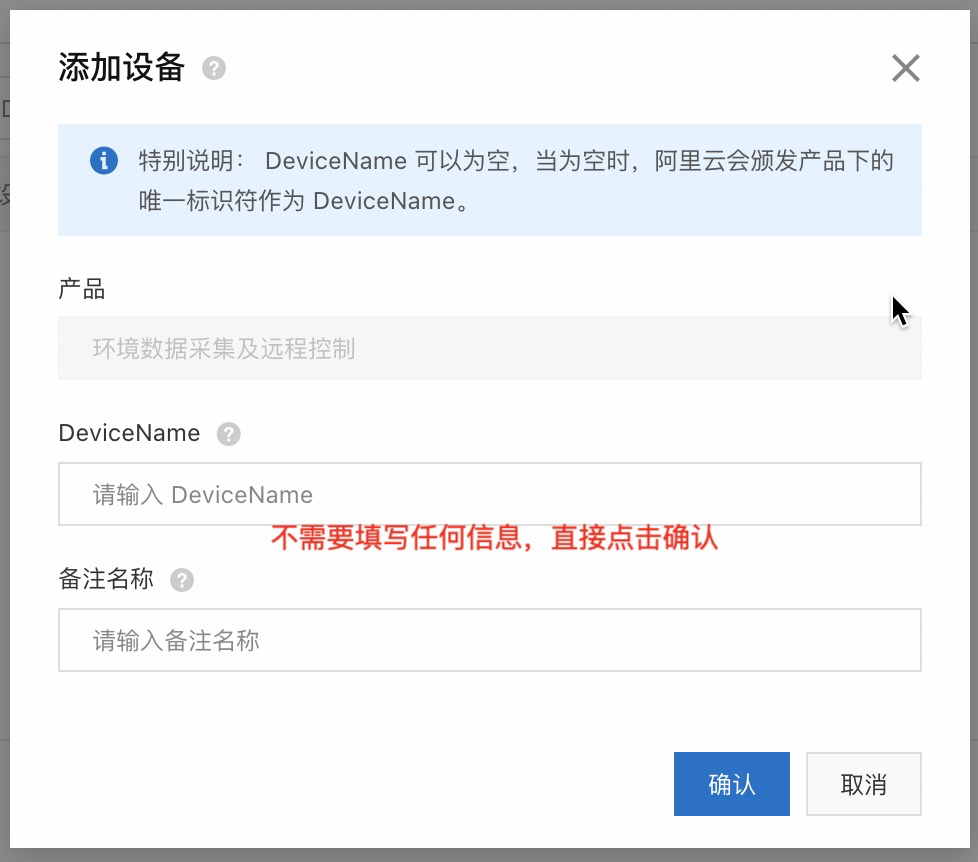 添加设备
特别说明： DeviceName 可以为空，当为空时，阿里云会颁发产品下的
唯一标识符作为 DeviceName。
产品
环境数据采集及远程控制
DeviceName
请输入 DeviceName
不需要填写任何信息，直接点击确认
备注名称
请输入备注名称
确认 取消